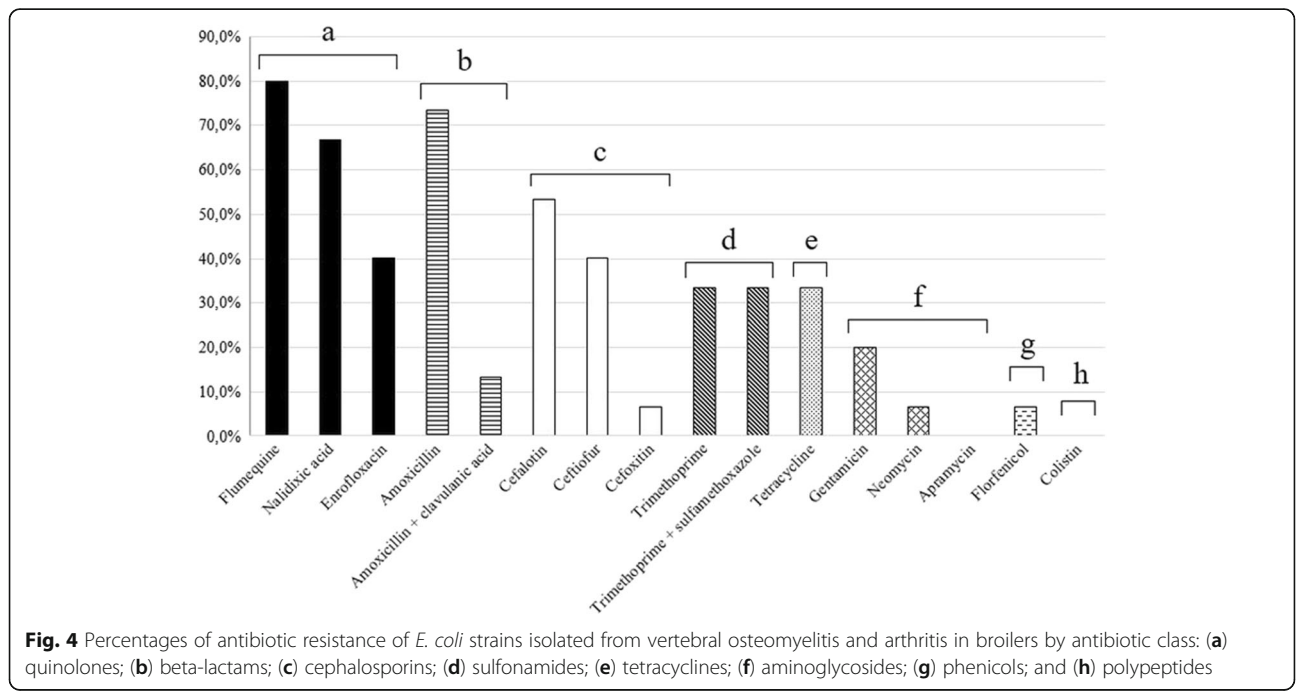 90,0%
80,0%
70,0%
60,0%
50,0%
40,0%
30,0%
20,0%
10,0%
0,0%
a
b
c
d
e
f
g
h
Flumequine
Nalidixic acid
Enrofloxacin
Amoxicillin
Amoxicillin + clavulanic acid
Cefalotin
Ceftiofur
Cefoxitin
Trimethoprime
Trimethoprime + sulfamethoxazole
Tetracycline
Gentamicin
Neomycin
Apramycin
Florfenicol
Colistin
Fig. 4 Percentages of antibiotic resistance of E. coli strains isolated from vertebral osteomyelitis and arthritis in broilers by antibiotic class: (a)
quinolones; (b) beta-lactams; (c) cephalosporins; (d) sulfonamides; (e) tetracyclines; (f) aminoglycosides; (g) phenicols; and (h) polypeptides